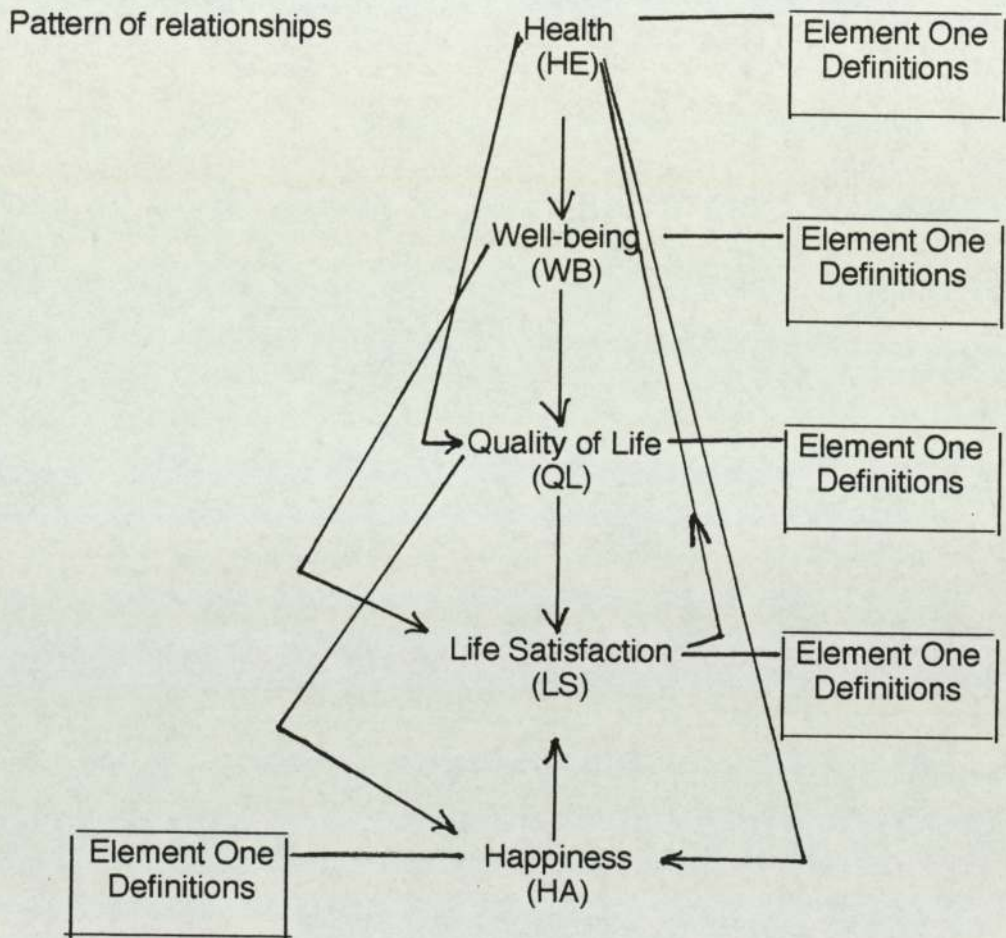 Pattern of relationships
Health
(HE)
Element One
Definitions
Well-being
(WB)
Element One
Definitions
Quality of Life
(QL)
Element One
Definitions
Life Satisfaction
(LS)
Element One
Definitions
Element One
Definitions
Happiness
(HA)